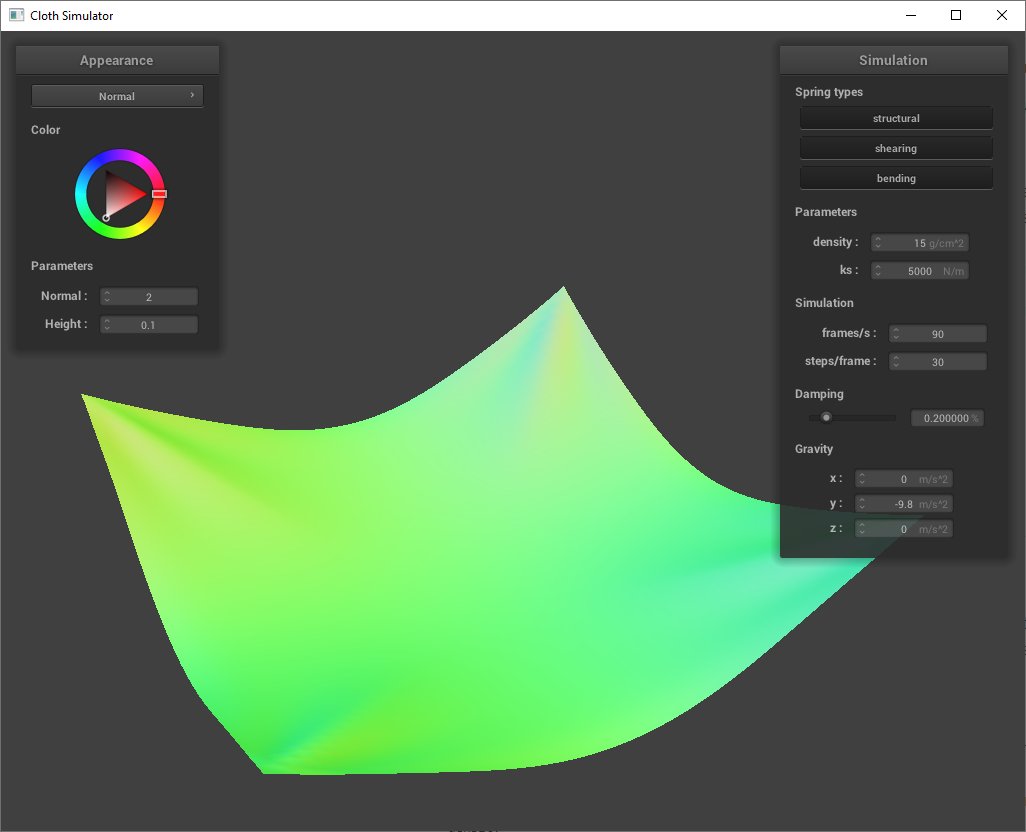 Cloth Simulator
Appearance
Normal
Color
Parameters
Normal : 2
Height : 0.1
Simulation
Spring types
structural
shearing
bending
Parameters
density : 15 g/cm^2
ks : 5000 N/m
Simulation
frames/s : 90
steps/frame : 30
Damping
0.200000 %
Gravity
x : 0 m/s^2
y : -9.8 m/s^2
z : 0 m/s^2